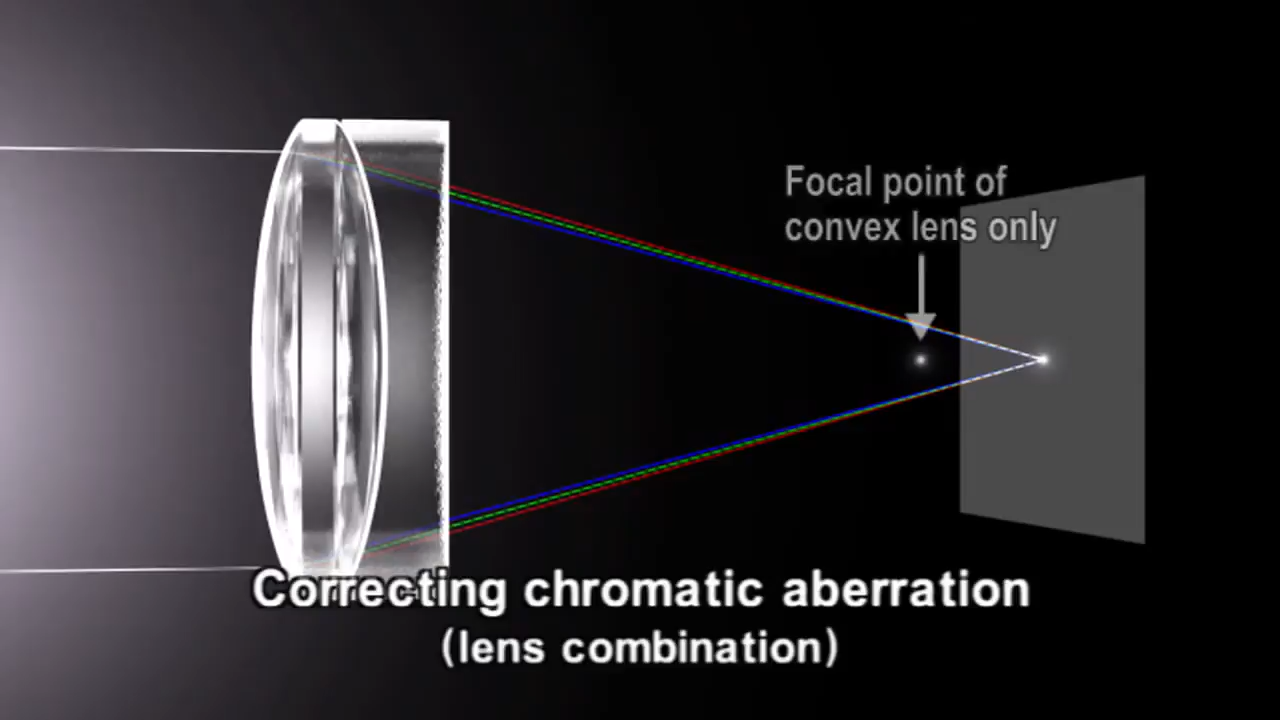 Focal point of
convex lens only
Correcting chromatic aberration
(lens combination)